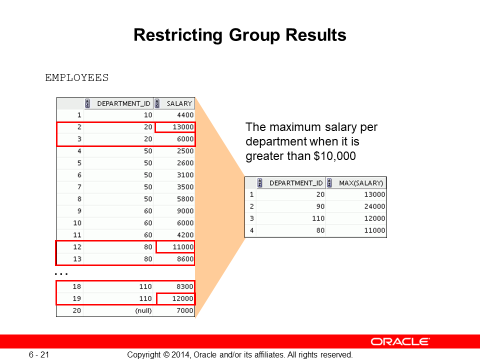 Restricting Group Results
EMPLOYEES
DEPARTMENT_ID SALARY
1 10 4400
2 20 13000
3 20 6000
4 50 2500
5 50 2600
6 50 3100
7 50 3500
8 50 5800
9 60 9000
10 60 6000
11 60 4200
12 80 11000
13 80 8600
...
18 110 8300
19 110 12000
20 (null) 7000
The maximum salary per
department when it is
greater than $10,000
DEPARTMENT_ID MAX(SALARY)
1 20 13000
2 90 24000
3 110 12000
4 80 11000
ORACLE
6 - 21 Copyright © 2014, Oracle and/or its affiliates. All rights reserved.